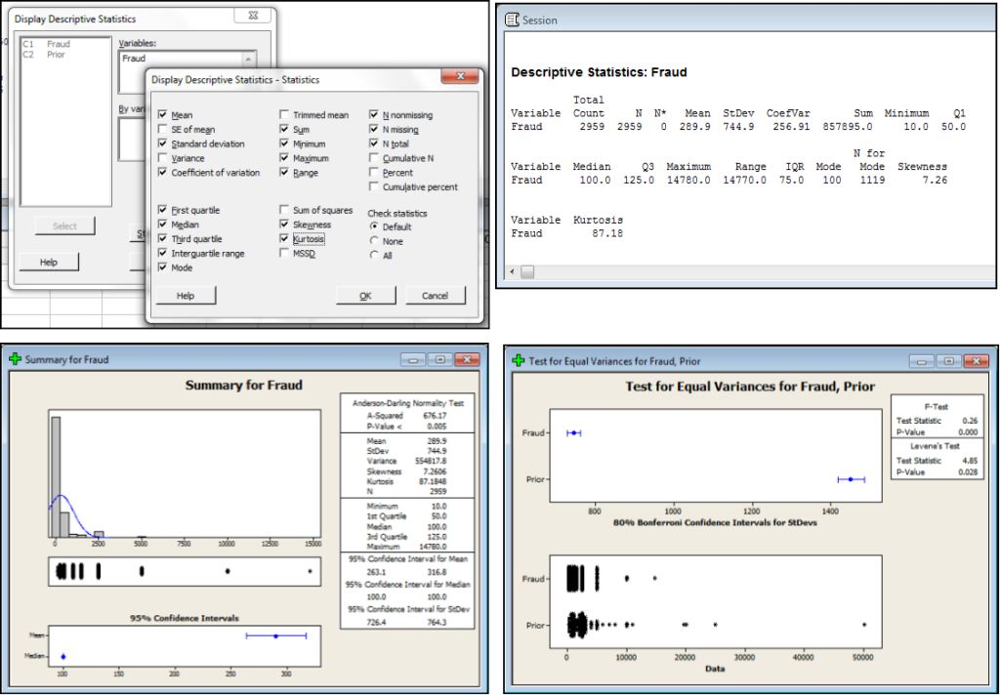 Display Descriptive Statistics
C1 Fraud
C2 Prior
Variables:
Fraud
By varia
Select
St
Help
Display Descriptive Statistics - Statistics
Mean
Trimmed mean
N nonmissing
SE of mean
Sum
N missing
Standard deviation
Minimum
N total
Variance
Maximum
Cumulative N
Coefficient of variation
Range
Percent
Cumulative percent
First quartile
Sum of squares
Check statistics
Median
Skewness
Default
Third quartile
Kurtosis
None
Interquartile range
MSSD
All
Mode
Help
OK
Cancel
Session
Descriptive Statistics: Fraud
Total
Variable Count N N* Mean StDev CoefVar Sum Minimum Q1
Fraud 2959 2959 0 289.9 744.9 256.91 857895.0 10.0 50.0
N for
Variable Median Q3 Maximum Range IQR Mode Mode Skewness
Fraud 100.0 125.0 14780.0 14770.0 75.0 100 1119 7.26
Variable Kurtosis
Fraud 87.18
Summary for Fraud
Summary for Fraud
0 2500 5000 7500 10000 12500 15000
95% Confidence Intervals
Mean
Median
100 150 200 250 300
Anderson-Darling Normality Test
A-Squared 676.17
P-Value < 0.005
Mean 289.9
StDev 744.9
Variance 554817.8
Skewness 7.2606
Kurtosis 87.1848
N 2959
Minimum 10.0
1st Quartile 50.0
Median 100.0
3rd Quartile 125.0
Maximum 14780.0
95% Confidence Interval for Mean
263.1 316.8
95% Confidence Interval for Median
100.0 100.0
95% Confidence Interval for StDev
726.4 764.3
Test for Equal Variances for Fraud, Prior
Test for Equal Variances for Fraud, Prior
Fraud
Prior
800 1000 1200 1400
80% Bonferroni Confidence Intervals for StDevs
F-Test
Test Statistic 0.26
P-Value 0.000
Levene's Test
Test Statistic 4.85
P-Value 0.028
Fraud
Prior
0 10000 20000 30000 40000 50000
Data